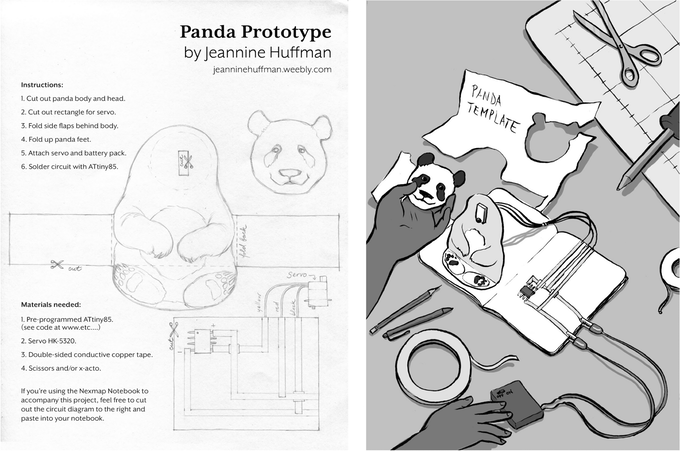 Panda Prototype
by Jeannine Huffman
jeanninehuffman.weebly.com
Instructions:
1. Cut out panda body and head.
2. Cut out rectangle for servo.
3. Fold side flaps behind body.
4. Fold up panda feet.
5. Attach servo and battery pack.
6. Solder circuit with ATtiny85.
fold back
cut
Materials needed:
1. Pre-programmed ATtiny85.
(see code at www.etc....)
2. Servo HK-5320.
3. Double-sided conductive copper tape.
4. Scissors and/or x-acto.
If you're using the Nexmap Notebook to
accompany this project, feel free to cut
out the circuit diagram to the right and
paste into your notebook.
Servo
yellow
red
black
cut
PANDA
TEMPLATE